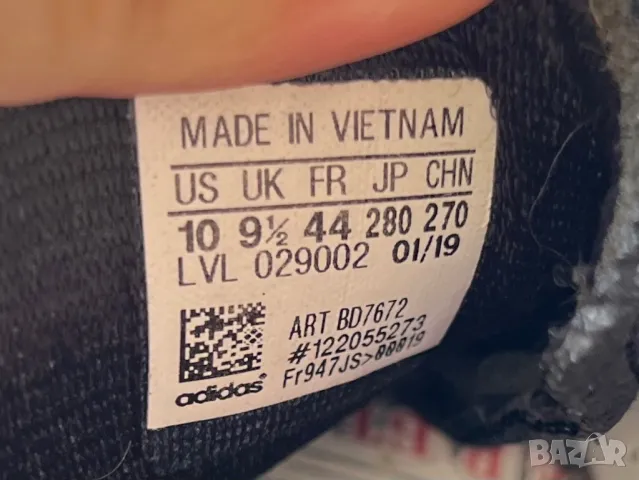 MADE IN VIETNAM
US UK FR JP CHN
10 9½ 44 280 270
LVL 029002 01/19
ART BD7672
#122055273
Fr947JS>00019
adidas
BAZAR